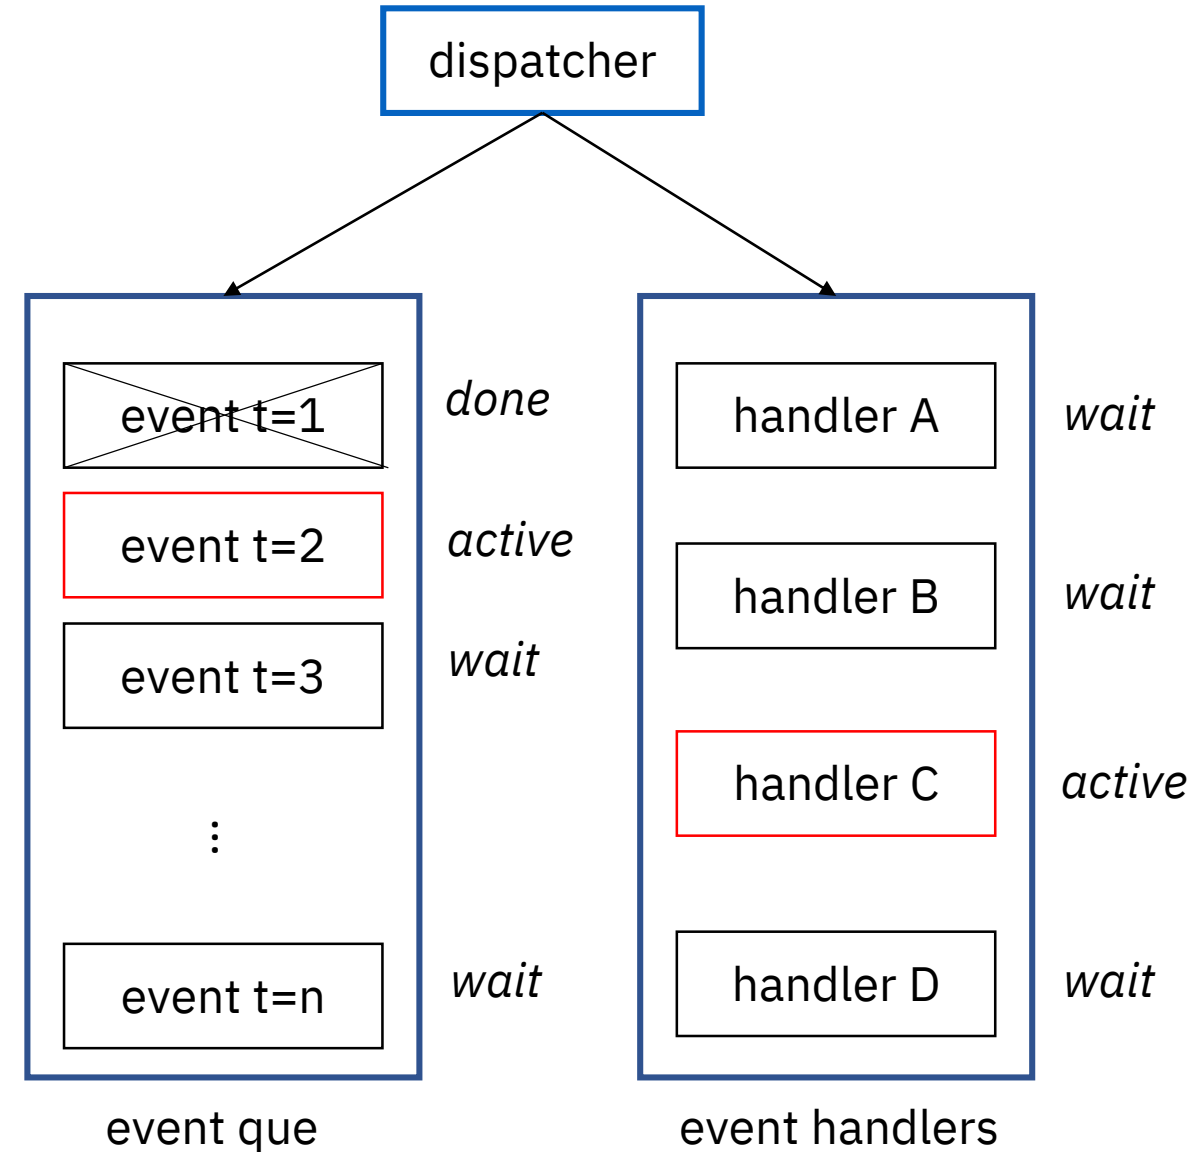 dispatcher
event t=1
done
event t=2
active
event t=3
wait
⋮
event t=n
wait
event que
handler A
wait
handler B
wait
handler C
active
handler D
wait
event handlers